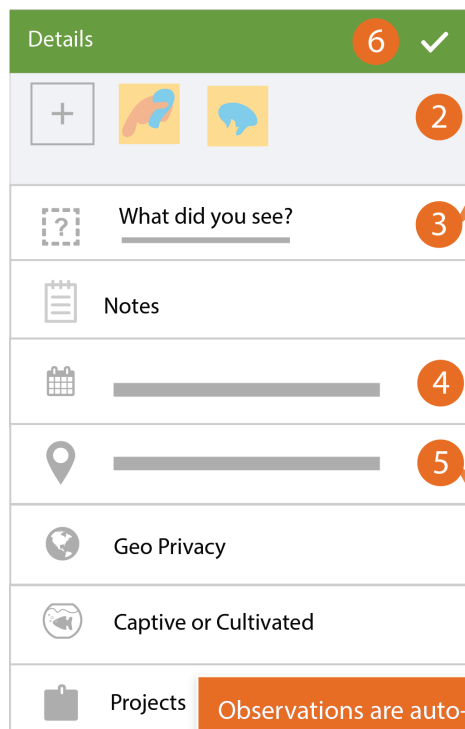 Details 6
2
? What did you see? 3
Notes
4
5
Geo Privacy
Captive or Cultivated
Projects
Observations are auto-